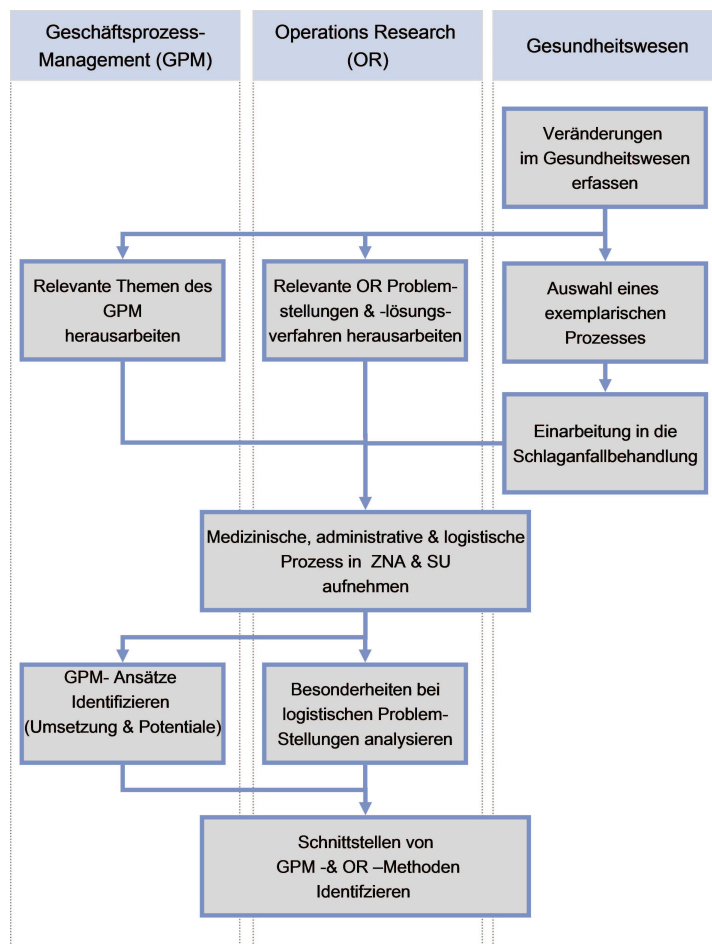 Geschäftsprozess-
Management (GPM)
Operations Research
(OR)
Gesundheitswesen
Veränderungen
im Gesundheitswesen
erfassen
Relevante Themen des
GPM
herausarbeiten
Relevante OR Problem-
stellungen & -lösungs-
verfahren herausarbeiten
Auswahl eines
exemplarischen
Prozesses
Einarbeitung in die
Schlaganfallbehandlung
Medizinische, administrative & logistische
Prozess in ZNA & SU
aufnehmen
GPM- Ansätze
Identifizieren
(Umsetzung & Potentiale)
Besonderheiten bei
logistischen Problem-
Stellungen analysieren
Schnittstellen von
GPM -& OR –Methoden
Identifzieren